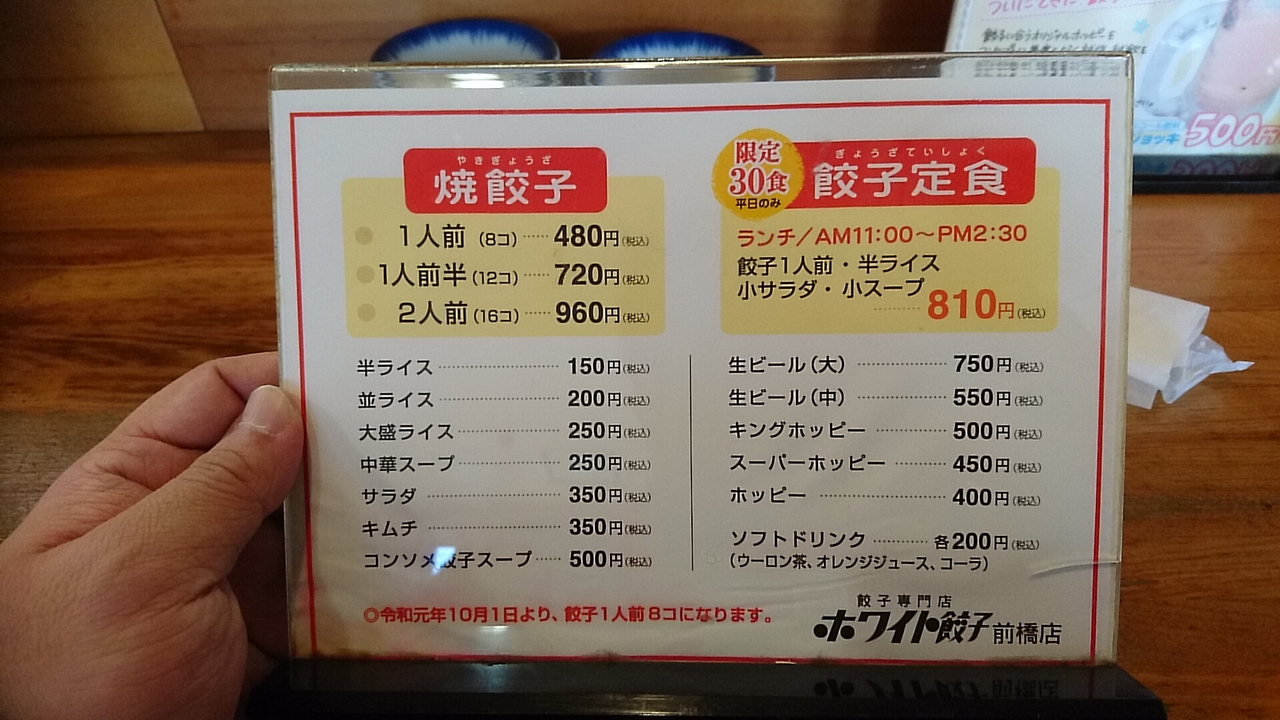 やきぎょうざ
焼餃子
1人前 (8コ) …… 480円(税込)
1人前半 (12コ) …… 720円(税込)
2人前 (16コ) …… 960円(税込)
半ライス 150円(税込)
並ライス 200円(税込)
大盛ライス 250円(税込)
中華スープ 250円(税込)
サラダ 350円(税込)
キムチ 350円(税込)
コンソメ餃子スープ 500円(税込)
限定
30食
平日のみ
ぎょうざていしょく
餃子定食
ランチ/AM11:00~PM2:30
餃子1人前・半ライス
小サラダ・小スープ
810円(税込)
生ビール(大) 750円(税込)
生ビール(中) 550円(税込)
キングホッピー 500円(税込)
スーパーホッピー 450円(税込)
ホッピー 400円(税込)
ソフトドリンク 各200円(税込)
(ウーロン茶、オレンジジュース、コーラ)
◎令和元年10月1日より、餃子1人前8コになります。
餃子専門店
ホワイト餃子 前橋店
ジョッキ 500円